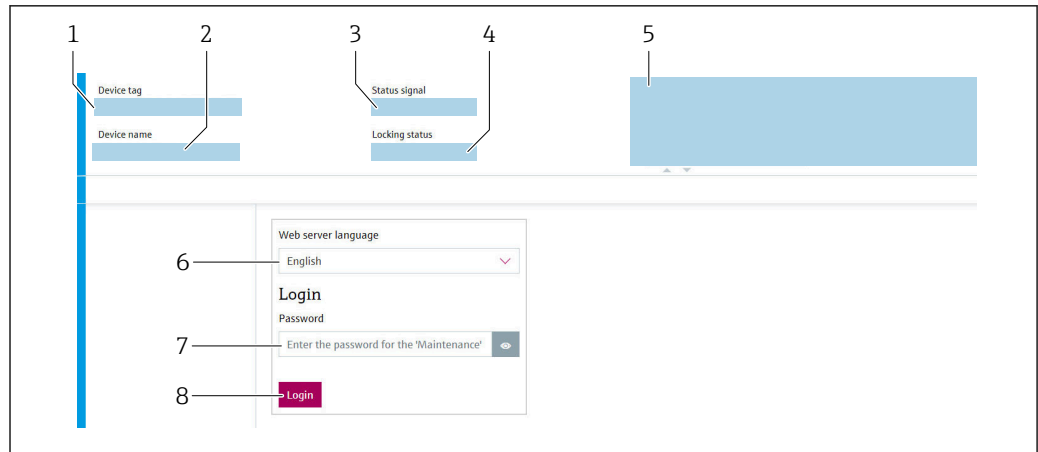 1 2 3 4 5
Device tag Status signal
Device name Locking status
Web server language
6 English
Login
Password
7 Enter the password for the 'Maintenance'
8 Login